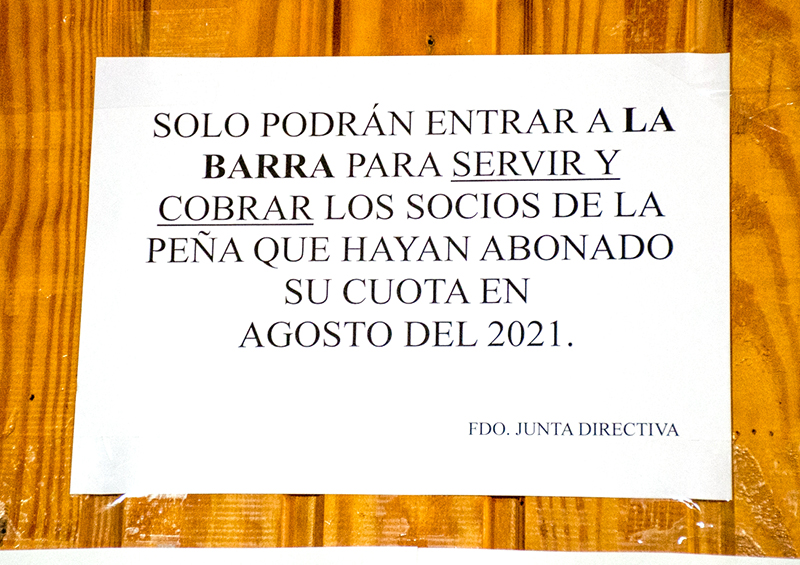 SOLO PODRÁN ENTRAR A LA
BARRA PARA SERVIR Y
COBRAR LOS SOCIOS DE LA
PEÑA QUE HAYAN ABONADO
SU CUOTA EN
AGOSTO DEL 2021.
FDO. JUNTA DIRECTIVA